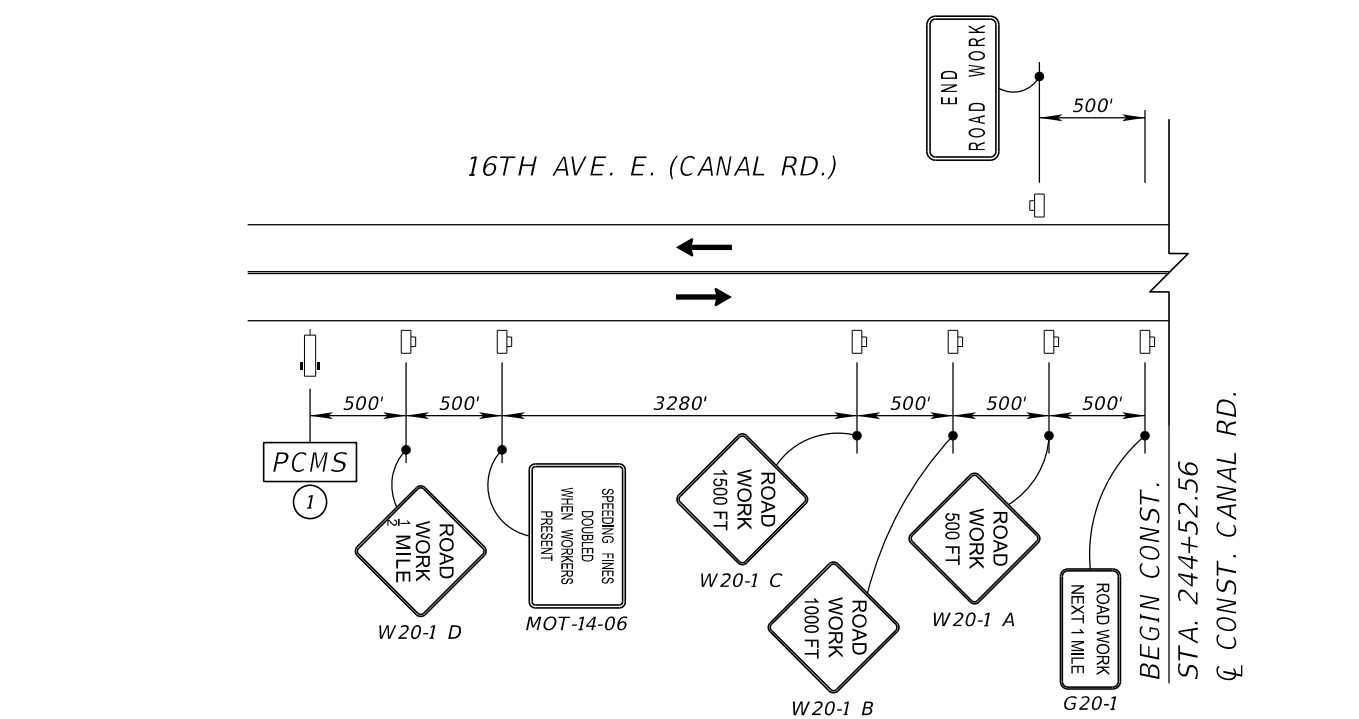 END
ROAD WORK
500'
16TH AVE. E. (CANAL RD.)
500'
500'
3280'
500'
500'
500'
PCMS
1
ROAD
WORK
1/2 MILE
W20-1 D
SPEEDING FINES
DOUBLED
WHEN WORKERS
PRESENT
MOT-14-06
ROAD
WORK
1500 FT
W20-1 C
ROAD
WORK
1000 FT
W20-1 B
ROAD
WORK
500 FT
W20-1 A
ROAD WORK
NEXT 1 MILE
G20-1
BEGIN CONST.
STA. 244+52.56
℄ CONST. CANAL RD.